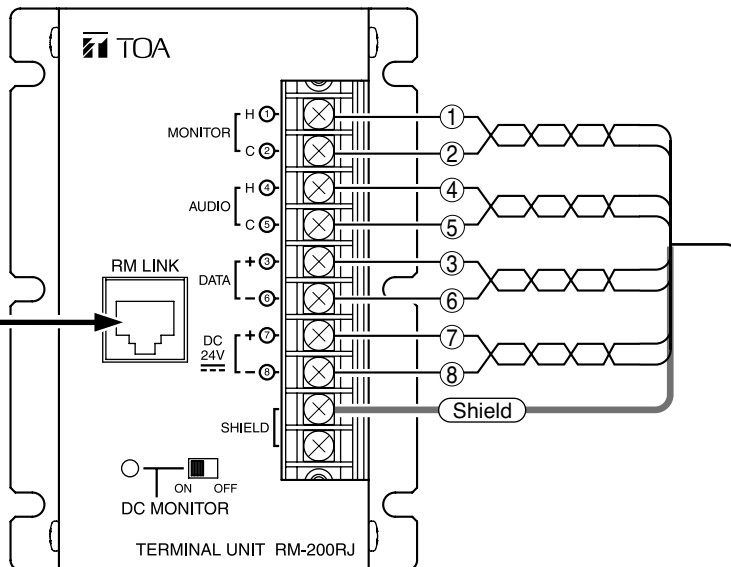 TOA
H ①
MONITOR
C ②
H ④
AUDIO
C ⑤
RM LINK
+ ③
DATA
− ⑥
DC
24V
+ ⑦
− ⑧
SHIELD
①
②
④
⑤
③
⑥
⑦
⑧
Shield
ON OFF
DC MONITOR
TERMINAL UNIT RM-200RJ